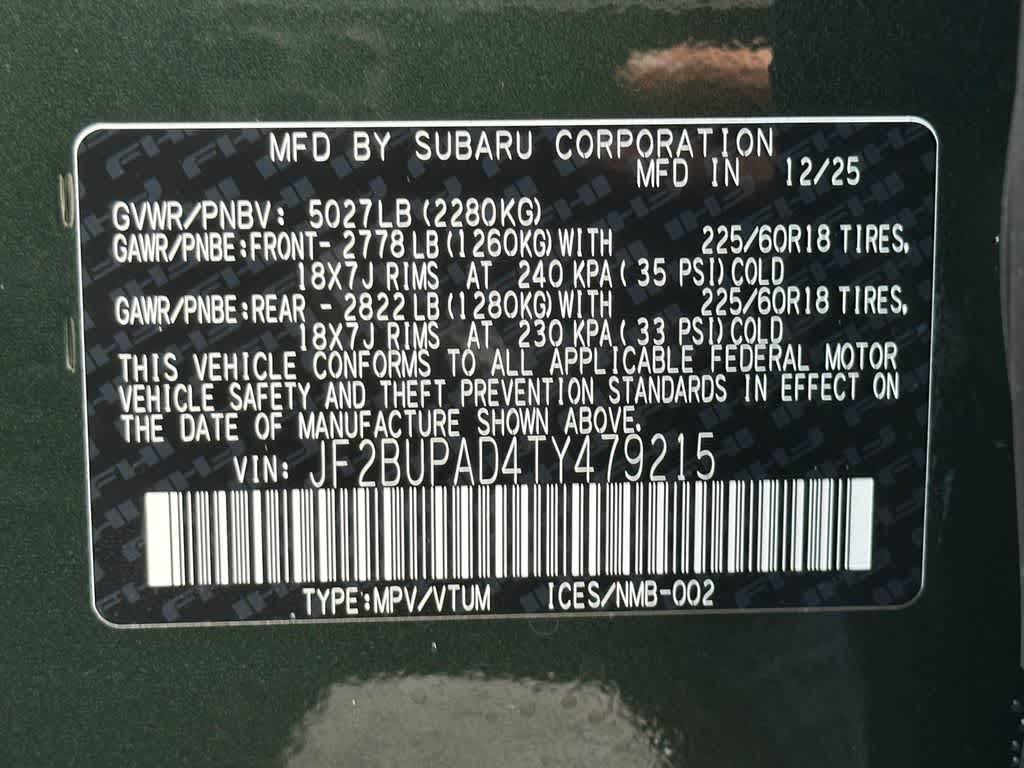 MFD BY SUBARU CORPORATION
MFD IN 12/25
GVWR/PNBV: 5027LB (2280KG)
GAWR/PNBE:FRONT- 2778 LB (1260KG) WITH 225/60R18 TIRES,
18X7J RIMS AT 240 KPA ( 35 PSI) COLD
GAWR/PNBE:REAR - 2822 LB (1280KG) WITH 225/60R18 TIRES,
18X7J RIMS AT 230 KPA ( 33 PSI) COLD
THIS VEHICLE CONFORMS TO ALL APPLICABLE FEDERAL MOTOR
VEHICLE SAFETY AND THEFT PREVENTION STANDARDS IN EFFECT ON
THE DATE OF MANUFACTURE SHOWN ABOVE.
VIN: JF2BUPAD4TY479215
TYPE:MPV/VTUM ICES/NMB-002